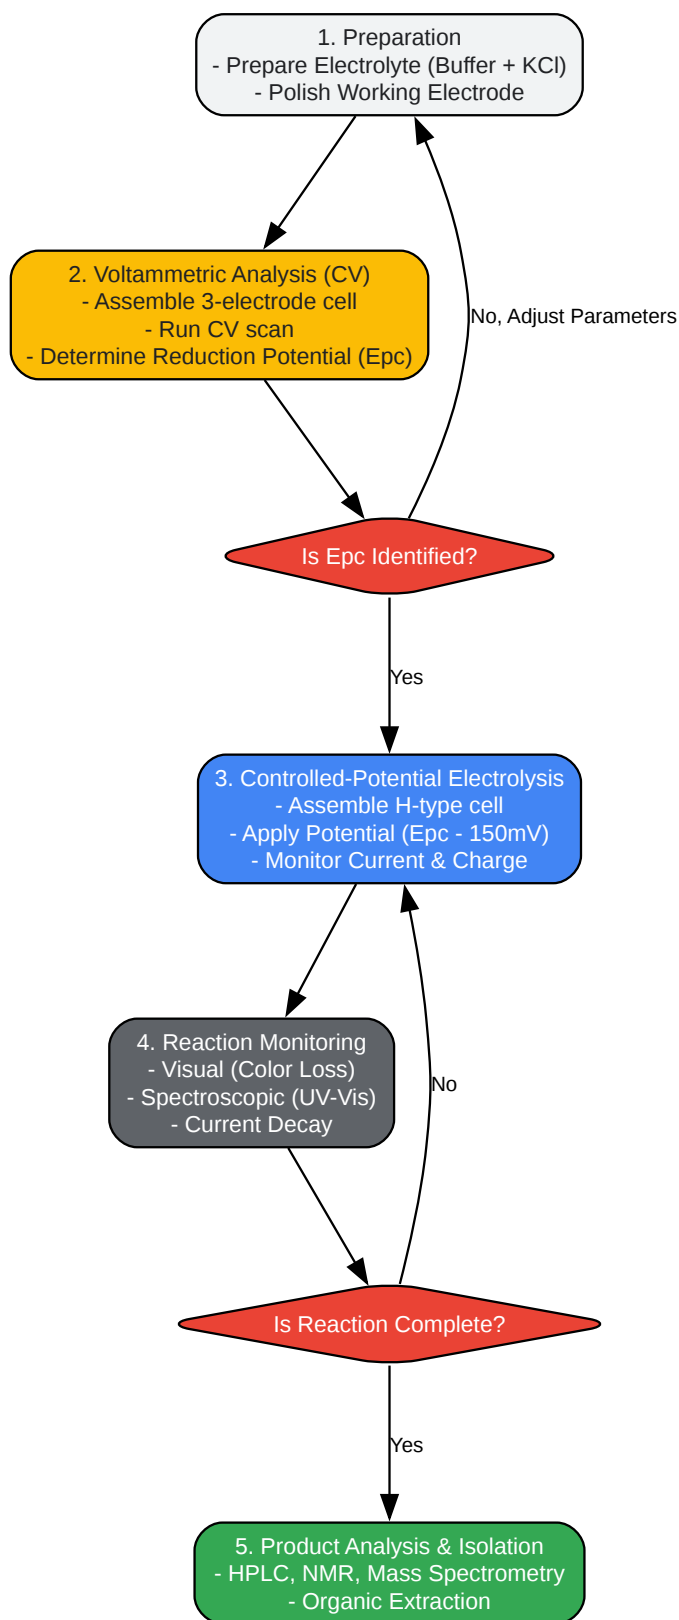 1. Preparation
- Prepare Electrolyte (Buffer + KCl)
- Polish Working Electrode
2. Voltammetric Analysis (CV)
- Assemble 3-electrode cell
- Run CV scan
- Determine Reduction Potential (Epc)
No, Adjust Parameters
Is Epc Identified?
Yes
3. Controlled-Potential Electrolysis
- Assemble H-type cell
- Apply Potential (Epc - 150mV)
- Monitor Current & Charge
4. Reaction Monitoring
- Visual (Color Loss)
- Spectroscopic (UV-Vis)
- Current Decay
No
Is Reaction Complete?
Yes
5. Product Analysis & Isolation
- HPLC, NMR, Mass Spectrometry
- Organic Extraction